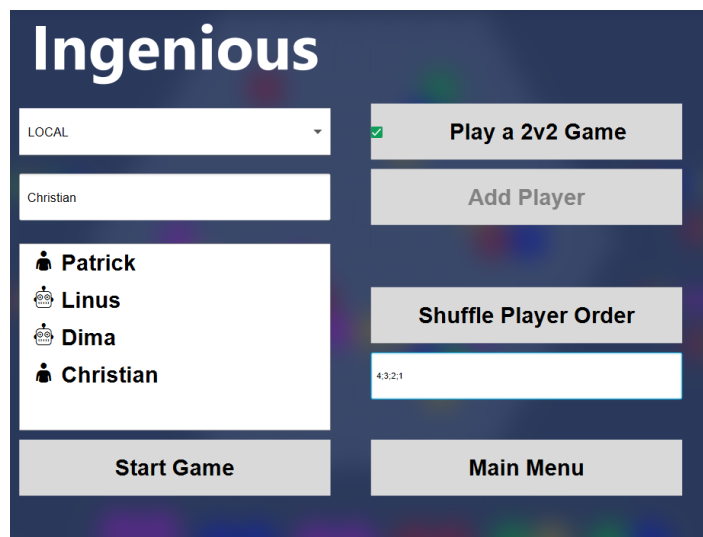 Ingenious
LOCAL
Play a 2v2 Game
Christian
Add Player
Patrick
Linus
Dima
Christian
Shuffle Player Order
4;3;2;1
Start Game
Main Menu